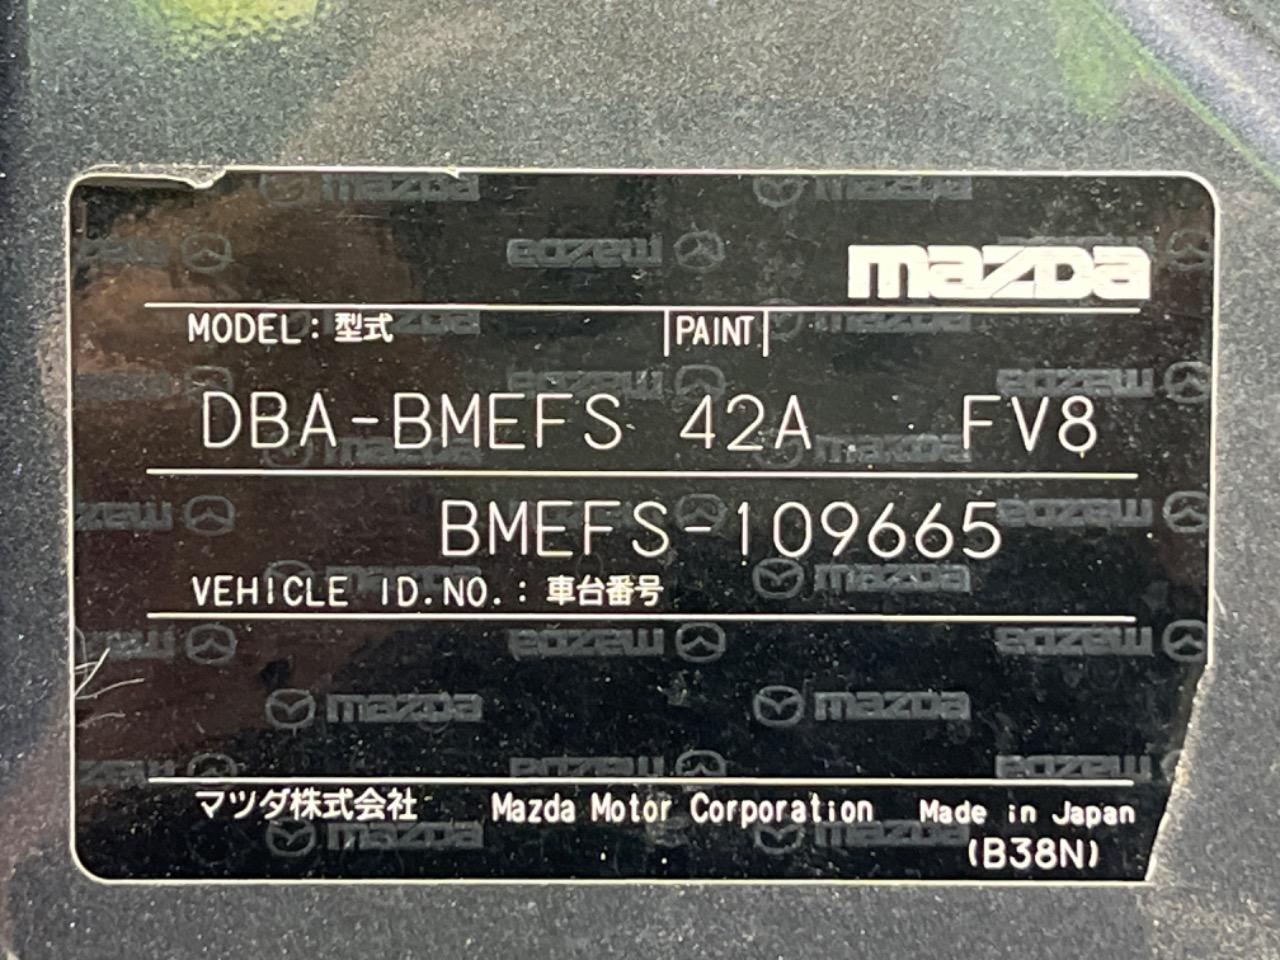 mazda
MODEL: 型式 PAINT
DBA-BMEFS 42A FV8
BMEFS-109665
VEHICLE ID.NO.: 車台番号
マツダ株式会社 Mazda Motor Corporation Made in Japan
(B38N)